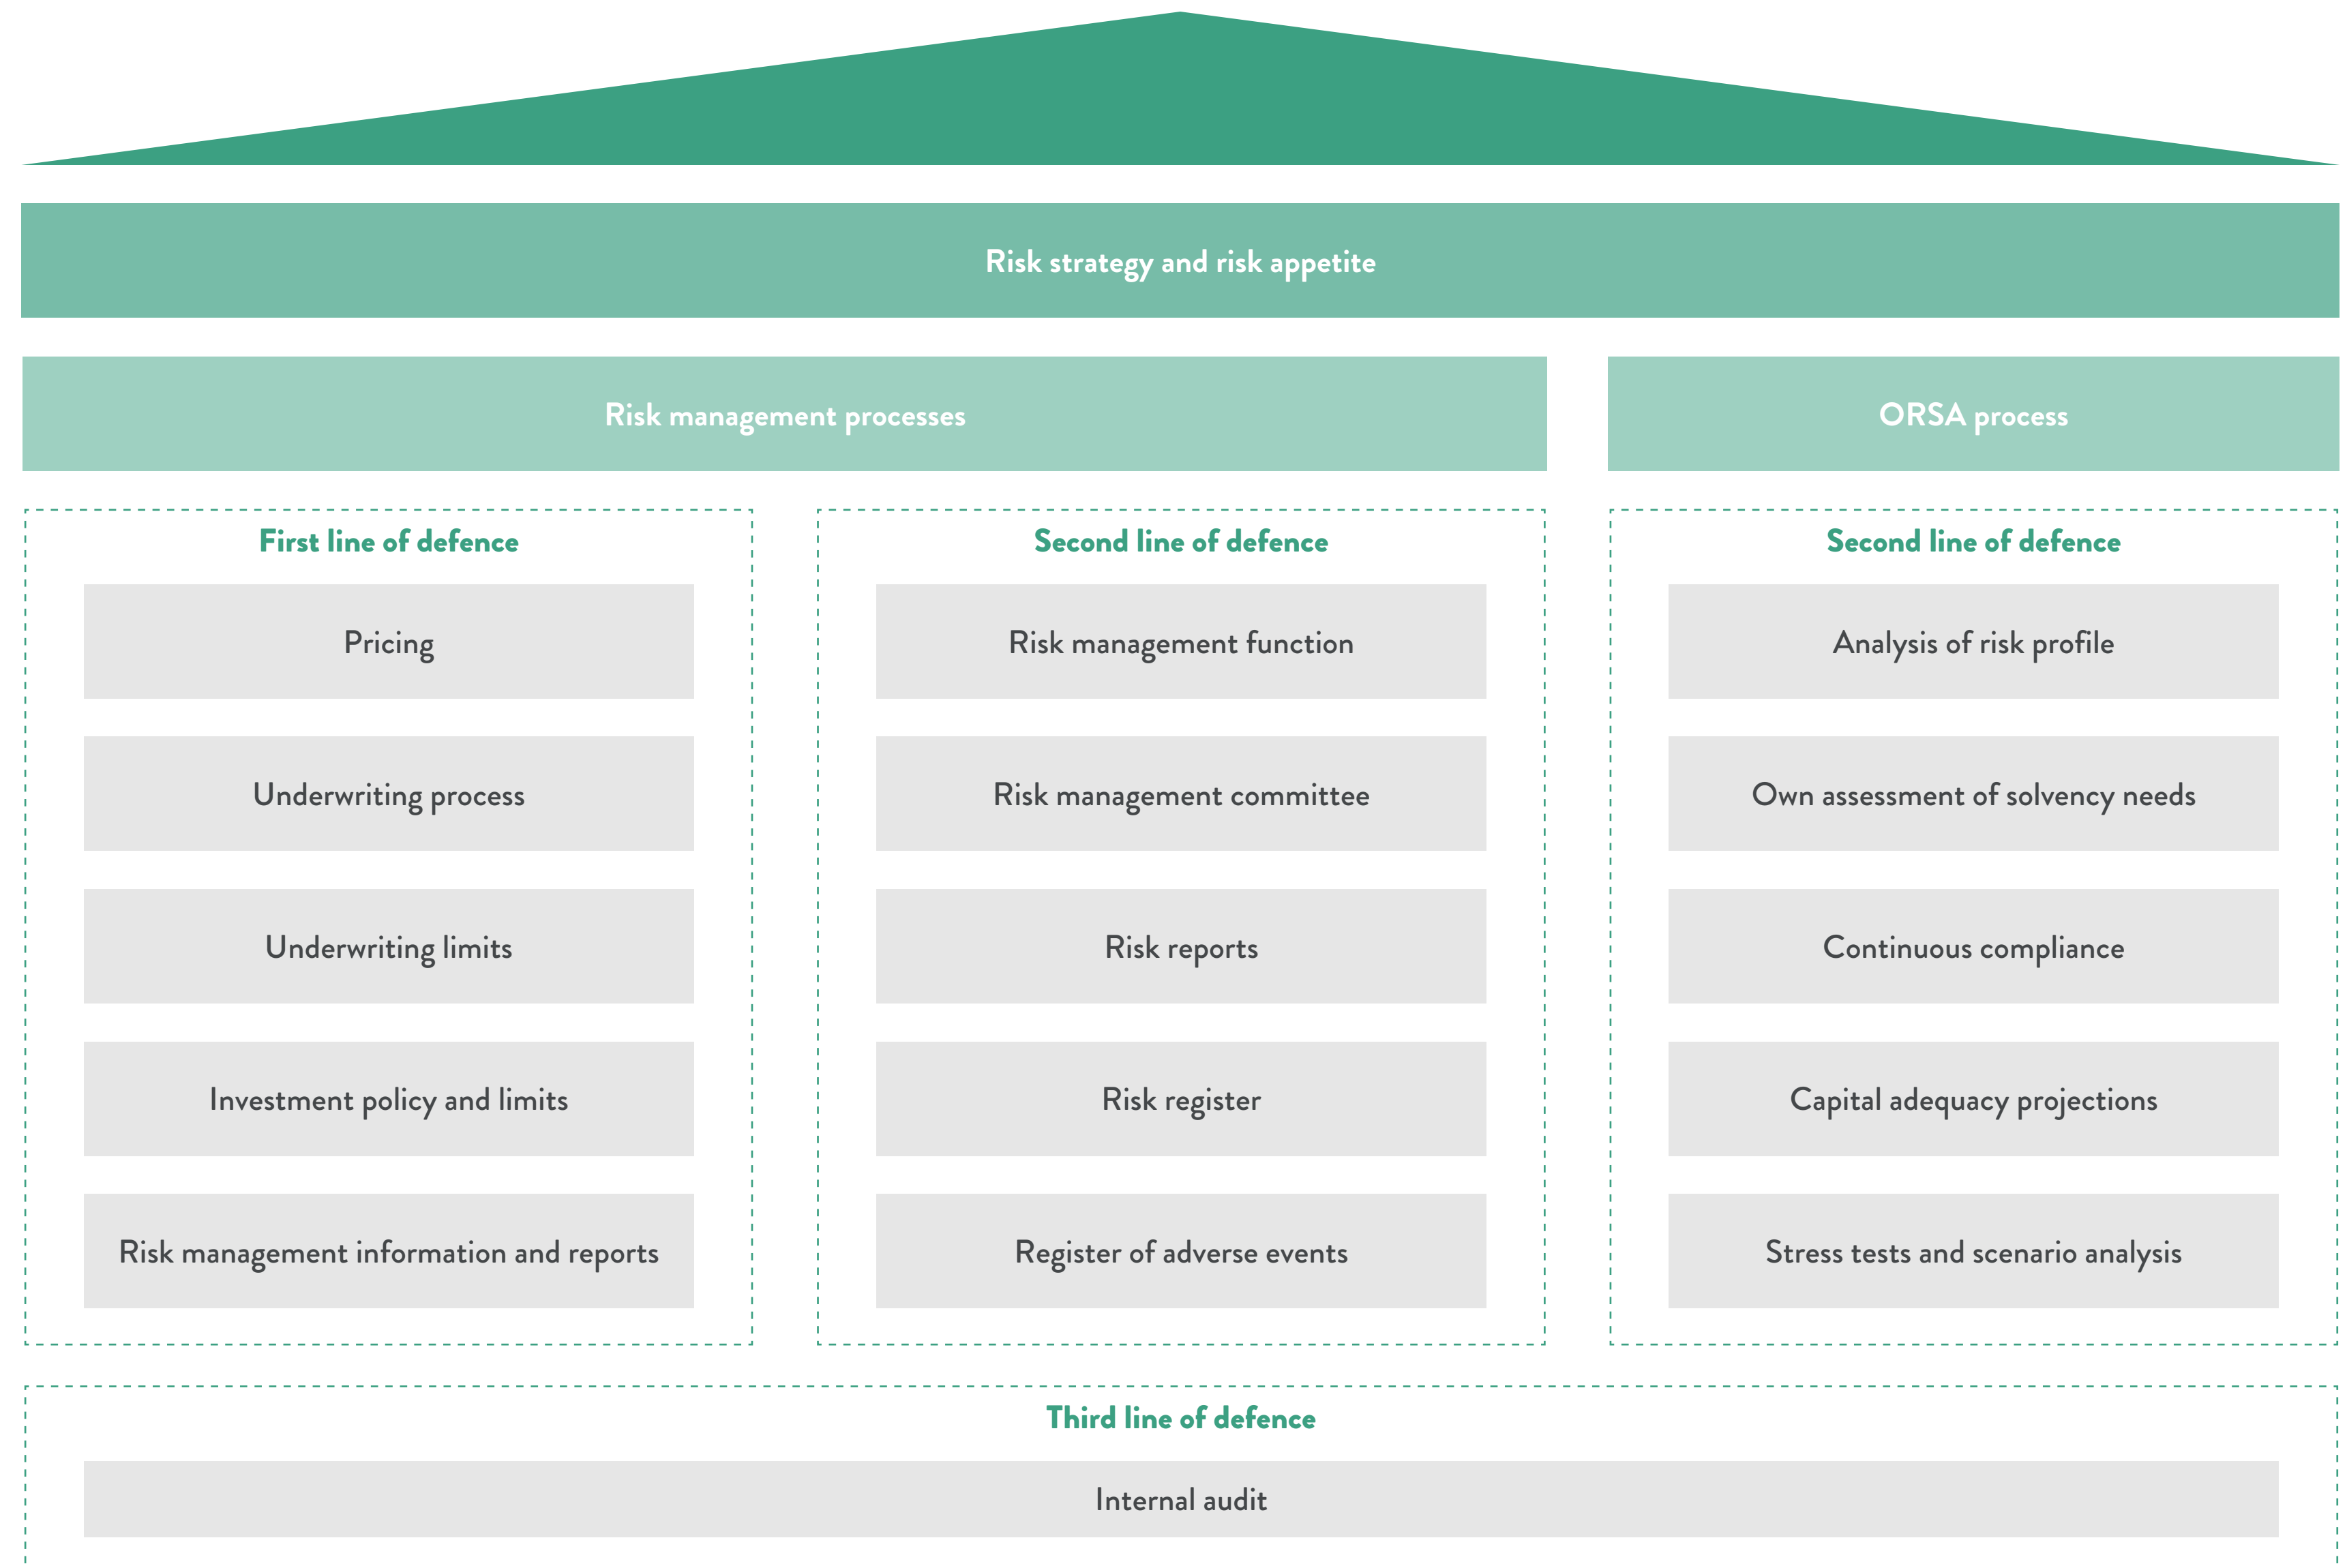 Risk strategy and risk appetite
Risk management processes
ORSA process
First line of defence
Pricing
Underwriting process
Underwriting limits
Investment policy and limits
Risk management information and reports
Second line of defence
Risk management function
Risk management committee
Risk reports
Risk register
Register of adverse events
Second line of defence
Analysis of risk profile
Own assessment of solvency needs
Continuous compliance
Capital adequacy projections
Stress tests and scenario analysis
Third line of defence
Internal audit